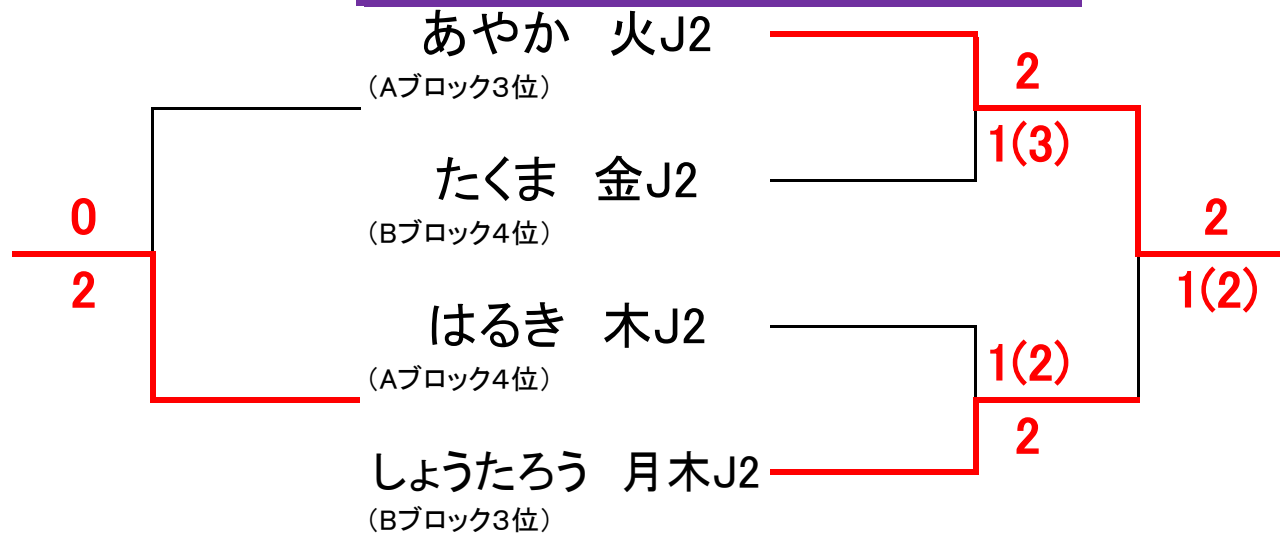 あやか　火J2
（Aブロック3位）
たくま　金J2
（Bブロック4位）
はるき　木J2
（Aブロック4位）
しょうたろう　月木J2
（Bブロック3位）
0
2
2
1(3)
1(2)
2
2
1(2)